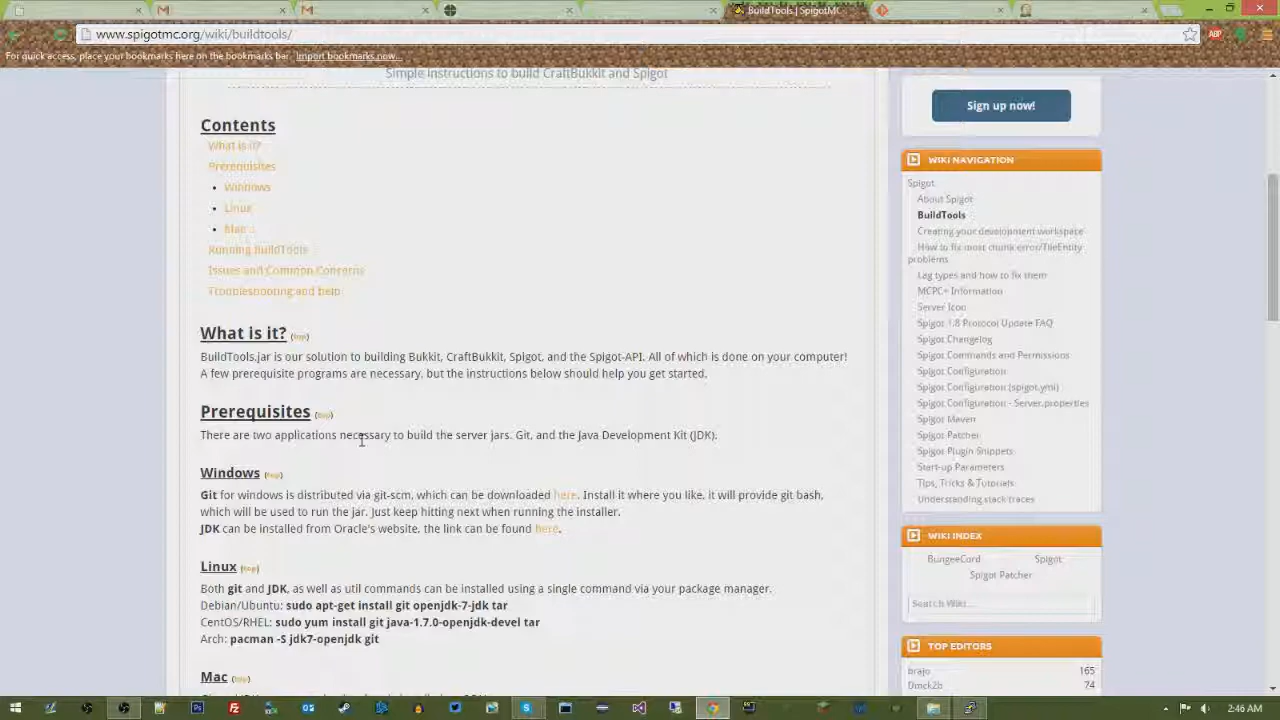 BuildTools | SpigotMC
www.spigotmc.org/wiki/buildtools/
ABP
For quick access, place your bookmarks here on the bookmarks bar. Import bookmarks now...
Simple instructions to build CraftBukkit and Spigot
Contents
What is it?
Prerequisites
Windows
Linux
Mac
Running BuildTools
Issues and Common Concerns
Troubleshooting and help
What is it? (top)
BuildTools.jar is our solution to building Bukkit, CraftBukkit, Spigot, and the Spigot-API. All of which is done on your computer!
A few prerequisite programs are necessary, but the instructions below should help you get started.
Prerequisites (top)
There are two applications necessary to build the server jars. Git, and the Java Development Kit (JDK).
Windows (top)
Git for windows is distributed via git-scm, which can be downloaded here. Install it where you like, it will provide git bash,
which will be used to run the jar. Just keep hitting next when running the installer.
JDK can be installed from Oracle's website, the link can be found here.
Linux (top)
Both git and JDK, as well as util commands can be installed using a single command via your package manager.
Debian/Ubuntu: sudo apt-get install git openjdk-7-jdk tar
CentOS/RHEL: sudo yum install git java-1.7.0-openjdk-devel tar
Arch: pacman -S jdk7-openjdk git
Mac (top)
Sign up now!
WIKI NAVIGATION
Spigot
About Spigot
BuildTools
Creating your development workspace
How to fix most chunk error/TileEntity
problems
Lag types and how to fix them
MCPC+ Information
Server Icon
Spigot 1.8 Protocol Update FAQ
Spigot Changelog
Spigot Commands and Permissions
Spigot Configuration
Spigot Configuration (spigot.yml)
Spigot Configuration - Server.properties
Spigot Maven
Spigot Patcher
Spigot Plugin Snippets
Start-up Parameters
Tips, Tricks & Tutorials
Understanding stack traces
WIKI INDEX
BungeeCord Spigot
Spigot Patcher
Search Wiki...
TOP EDITORS
brajo 165
Dmck2b 74
2:46 AM